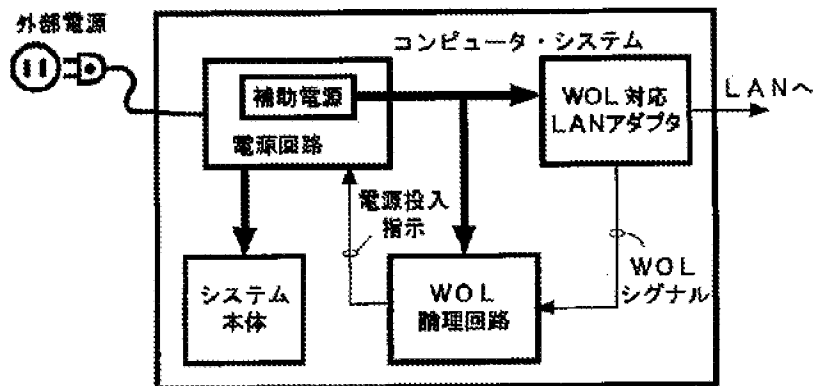 外部電源
コンピュータ・システム
補助電源
電源回路
WOL 対応
LANアダプタ
LANへ
電源投入
指示
システム
本体
WOL
論理回路
WOL
シグナル